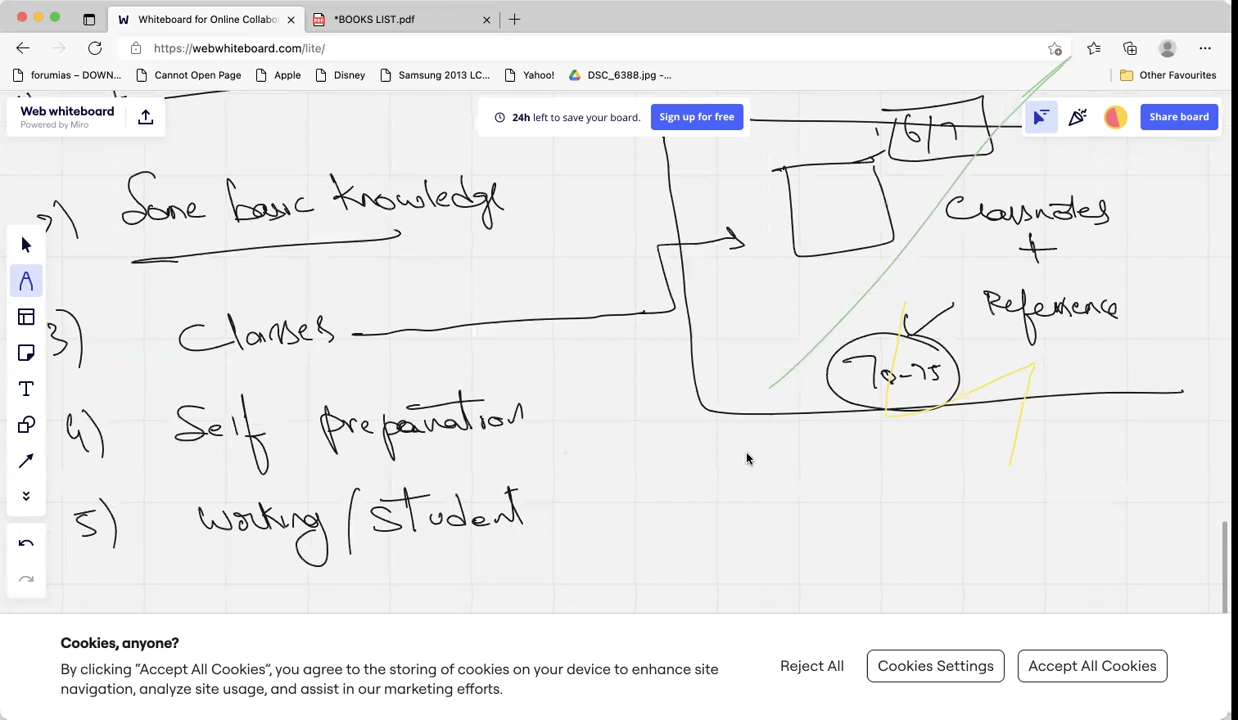 Whiteboard for Online Collabo
*BOOKS LIST.pdf
https://webwhiteboard.com/lite/
forumias – DOWN...
Cannot Open Page
Apple
Disney
Samsung 2013 LC...
Yahoo!
DSC_6388.jpg -...
Other Favourites
Web whiteboard
Powered by Miro
24h left to save your board.
Sign up for free
Share board
6/7
Some basic knowledge
Classnotes
+
Reference
3) Classes
70-75
4) Self preparation
5) Working / Student
Cookies, anyone?
By clicking “Accept All Cookies”, you agree to the storing of cookies on your device to enhance site
navigation, analyze site usage, and assist in our marketing efforts.
Reject All
Cookies Settings
Accept All Cookies